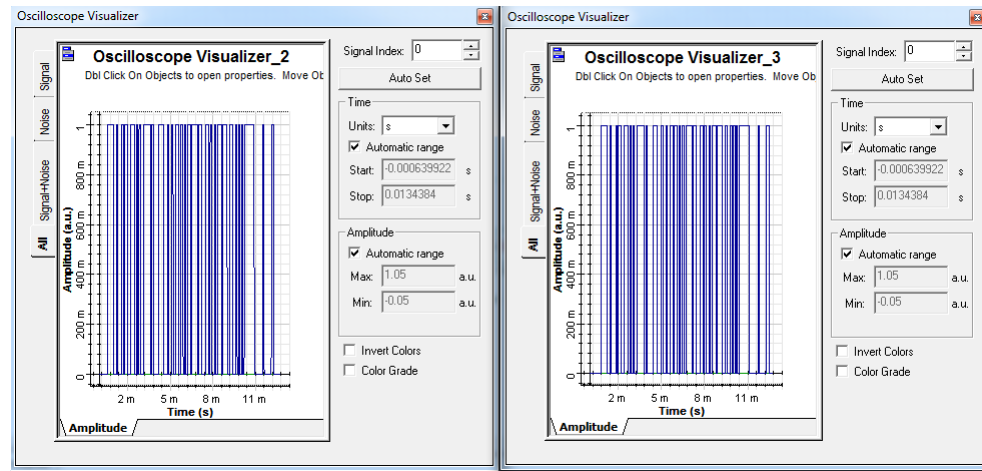 Oscilloscope Visualizer
Oscilloscope Visualizer_2
Dbl Click On Objects to open properties. Move Ob
Signal
Noise
Signal+Noise
All
Amplitude (a.u.)
1
800 m
600 m
400 m
200 m
0
2 m 5 m 8 m 11 m
Time (s)
Amplitude
Signal Index: 0
Auto Set
Time
Units: s
Automatic range
Start: -0.000639922 s
Stop: 0.0134384 s
Amplitude
Automatic range
Max: 1.05 a.u.
Min: -0.05 a.u.
Invert Colors
Color Grade
Oscilloscope Visualizer
Oscilloscope Visualizer_3
Dbl Click On Objects to open properties. Move Ob
Signal
Noise
Signal+Noise
All
Amplitude (a.u.)
1
800 m
600 m
400 m
200 m
0
2 m 5 m 8 m 11 m
Time (s)
Amplitude
Signal Index: 0
Auto Set
Time
Units: s
Automatic range
Start: -0.000639922 s
Stop: 0.0134384 s
Amplitude
Automatic range
Max: 1.05 a.u.
Min: -0.05 a.u.
Invert Colors
Color Grade